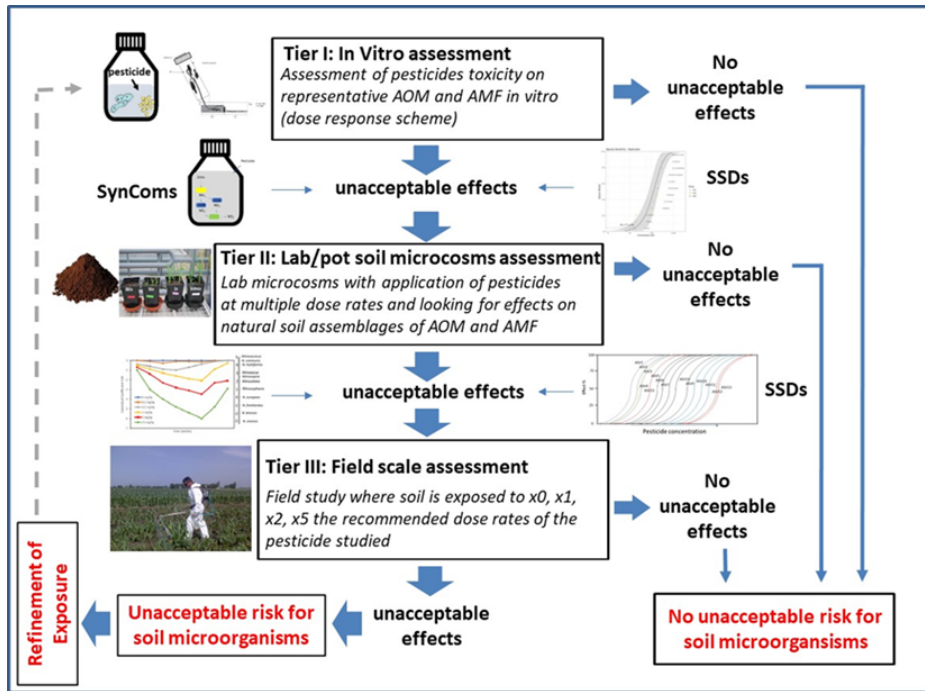 Tier I: In Vitro assessment
Assessment of pesticides toxicity on
representative AOM and AMF in vitro
(dose response scheme)
pesticide
No
unacceptable
effects
SynComs
unacceptable effects
SSDs
Tier II: Lab/pot soil microcosms assessment
Lab microcosms with application of pesticides
at multiple dose rates and looking for effects on
natural soil assemblages of AOM and AMF
No
unacceptable
effects
unacceptable effects
SSDs
Pesticide concentration
Tier III: Field scale assessment
Field study where soil is exposed to x0, x1,
x2, x5 the recommended dose rates of the
pesticide studied
No
unacceptable
effects
Refinement of
Exposure
Unacceptable risk for
soil microorganisms
unacceptable
effects
No unacceptable risk for
soil microorgansisms